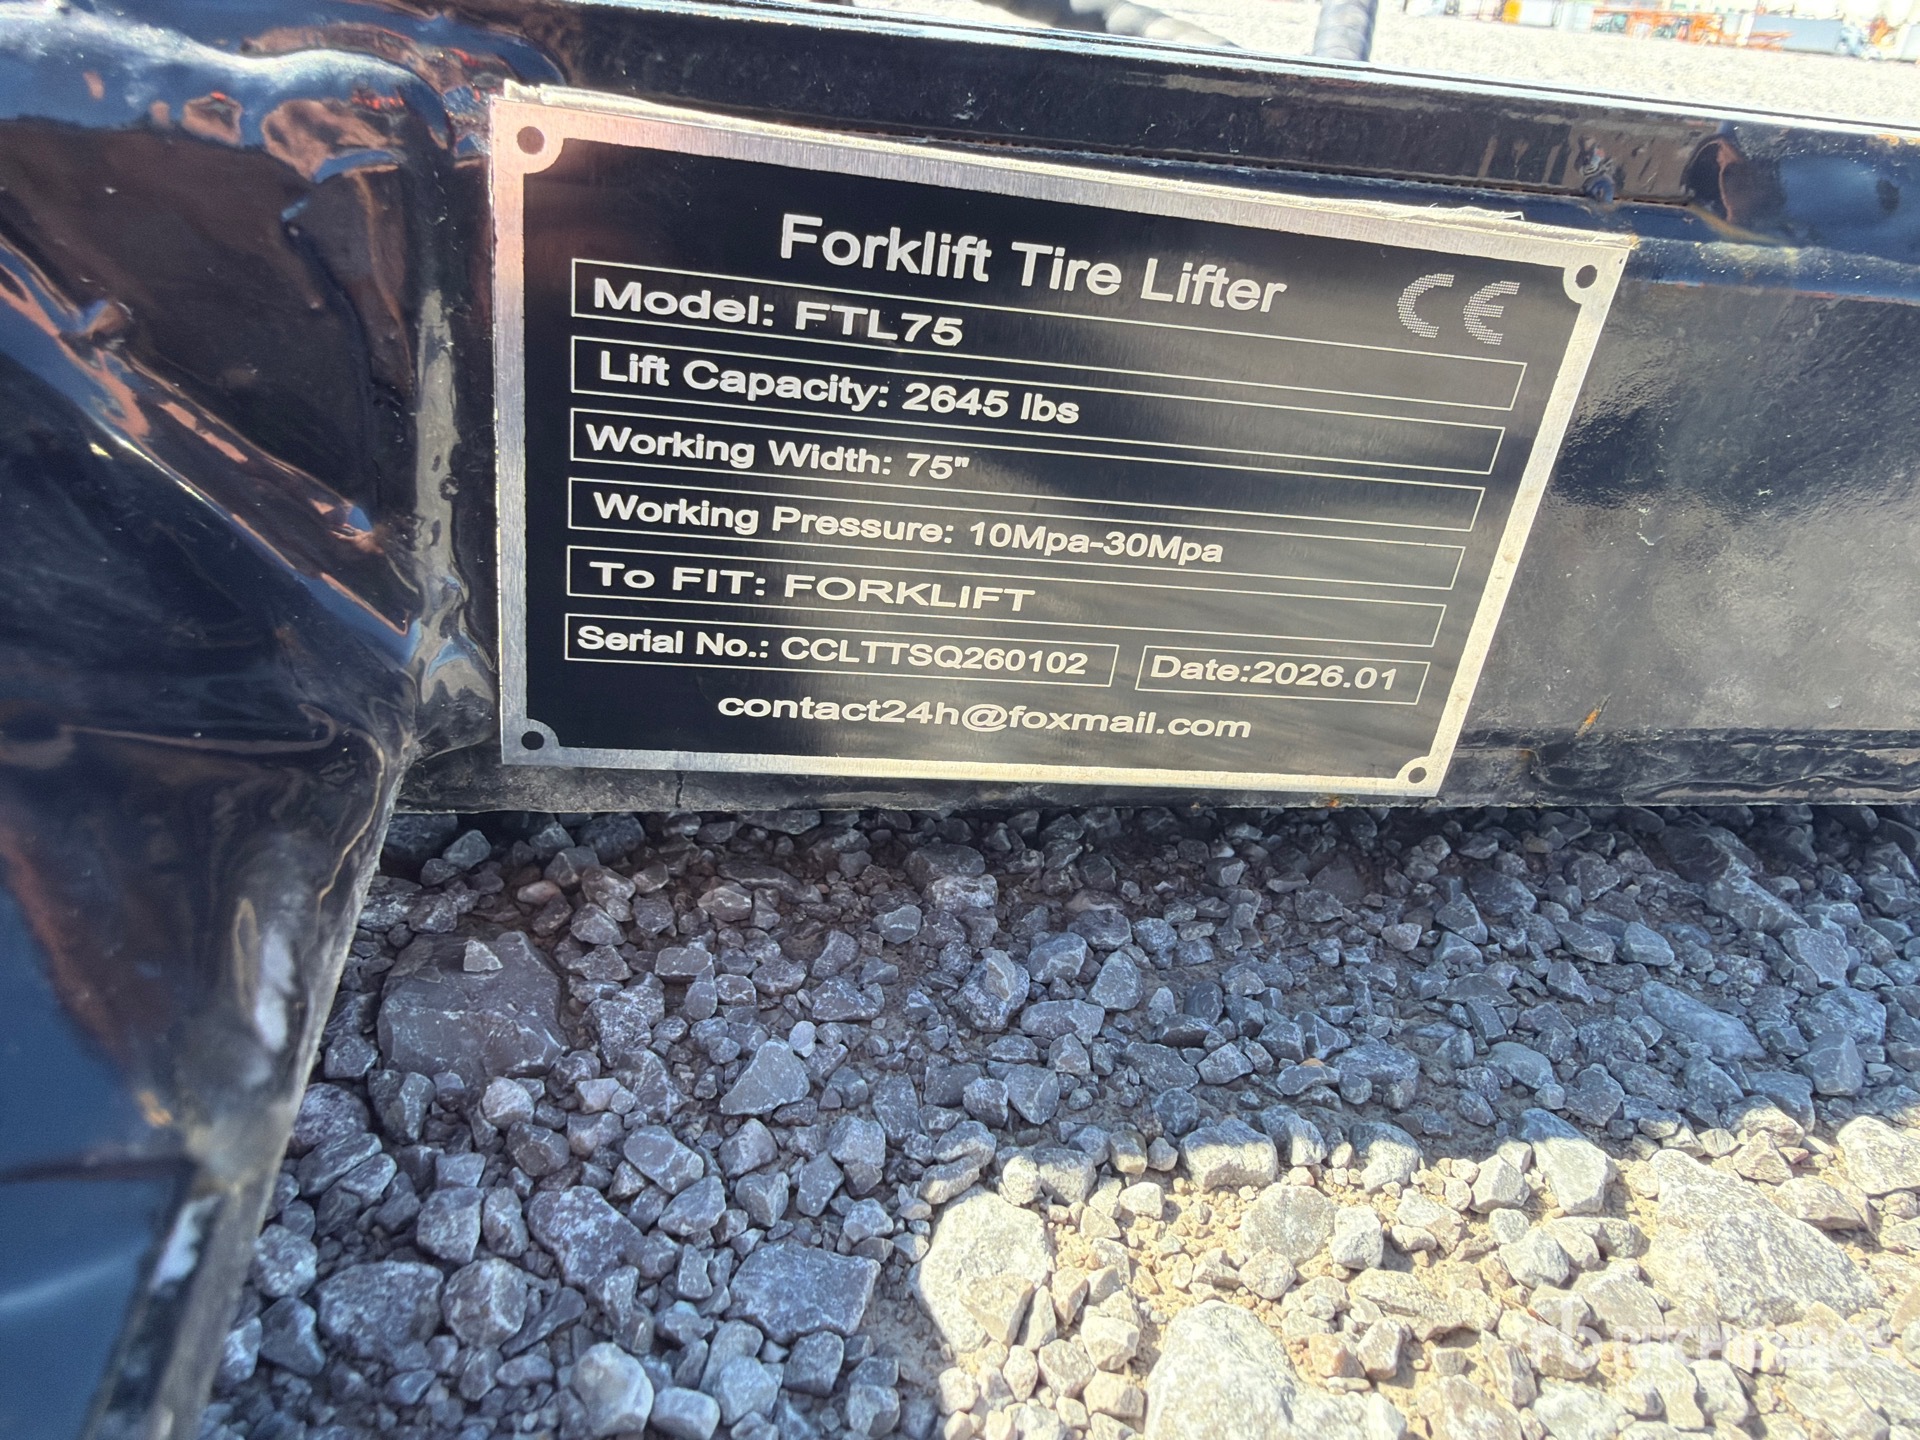 Forklift Tire Lifter
CE
Model: FTL75
Lift Capacity: 2645 lbs
Working Width: 75"
Working Pressure: 10Mpa-30Mpa
To FIT: FORKLIFT
Serial No.: CCLTTSQ260102 Date:2026.01
contact24h@foxmail.com